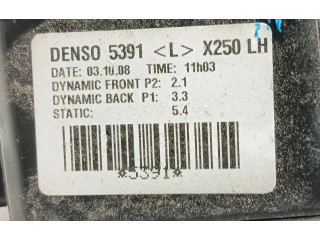 DENSO 5391 <L> X250 LH
DATE: 03.10.08 TIME: 11h03
DYNAMIC FRONT P2: 2.1
DYNAMIC BACK P1: 3.3
STATIC: 5.4
*5391*